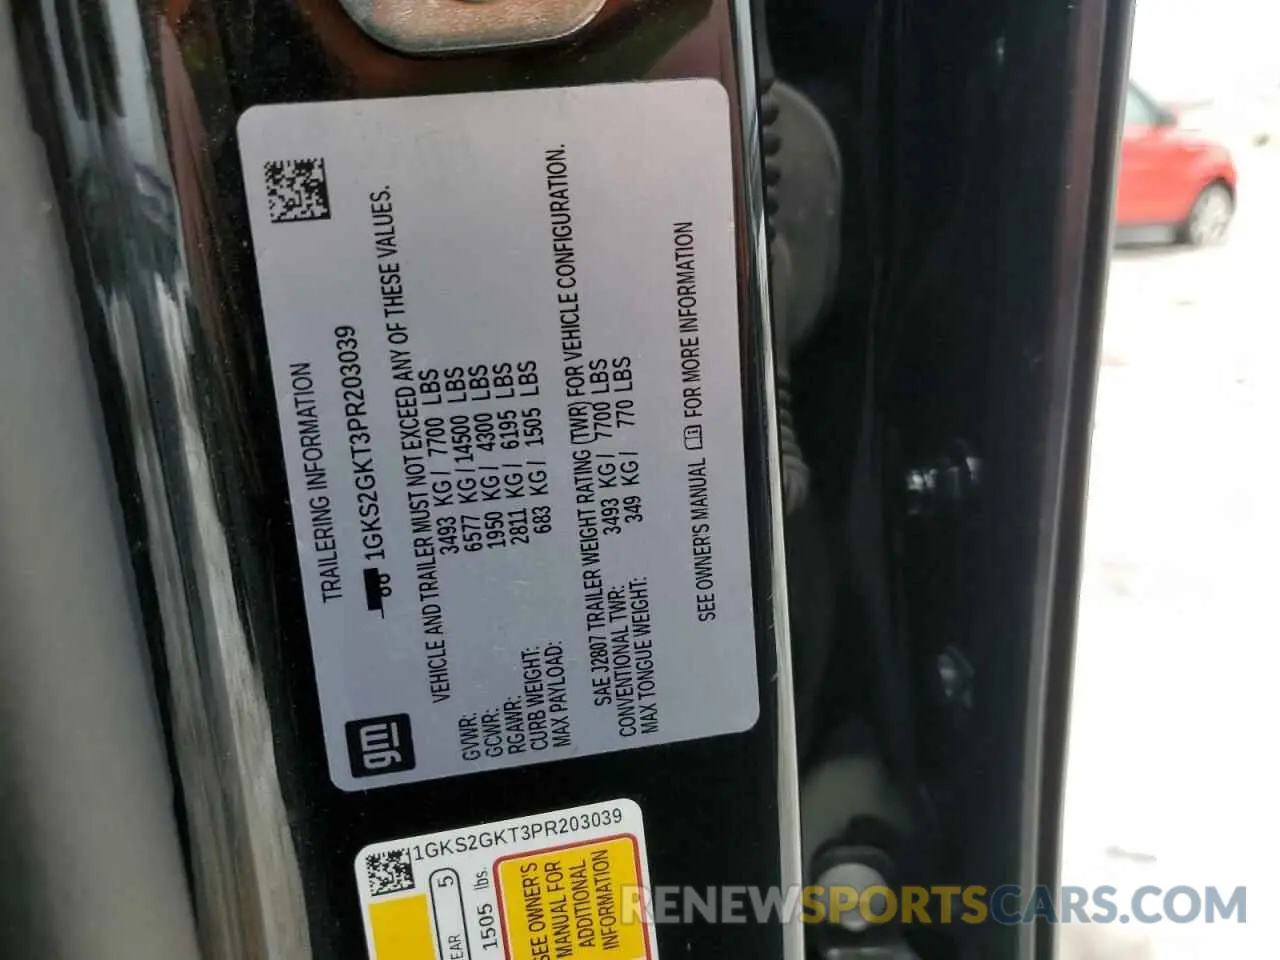 TRAILERING INFORMATION
1GKS2GKT3PR203039
gm
VEHICLE AND TRAILER MUST NOT EXCEED ANY OF THESE VALUES.
GVWR: 3493 KG / 7700 LBS
GCWR: 6577 KG / 14500 LBS
RGAWR: 1950 KG / 4300 LBS
CURB WEIGHT: 2811 KG / 6195 LBS
MAX PAYLOAD: 683 KG / 1505 LBS
SAE J2807 TRAILER WEIGHT RATING (TWR) FOR VEHICLE CONFIGURATION.
CONVENTIONAL TWR: 3493 KG / 7700 LBS
MAX TONGUE WEIGHT: 349 KG / 770 LBS
SEE OWNER'S MANUAL FOR MORE INFORMATION
1GKS2GKT3PR203039
EAR 5
1505 lbs.
SEE OWNER'S
MANUAL FOR
ADDITIONAL
INFORMATION
RENEWSPORTSCARS.COM